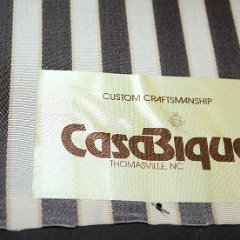 CUSTOM CRAFTSMANSHIP
CasaBique
THOMASVILLE, NC